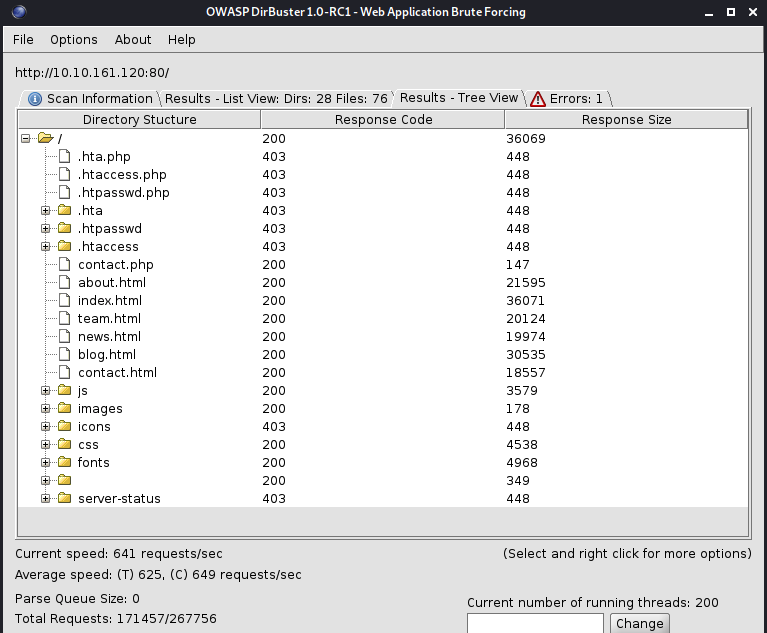 OWASP DirBuster 1.0-RC1 - Web Application Brute Forcing
File Options About Help
http://10.10.161.120:80/
Scan Information Results - List View: Dirs: 28 Files: 76 Results - Tree View Errors: 1
Directory Stucture Response Code Response Size
/ 200 36069
.hta.php 403 448
.htaccess.php 403 448
.htpasswd.php 403 448
.hta 403 448
.htpasswd 403 448
.htaccess 403 448
contact.php 200 147
about.html 200 21595
index.html 200 36071
team.html 200 20124
news.html 200 19974
blog.html 200 30535
contact.html 200 18557
js 200 3579
images 200 178
icons 403 448
css 200 4538
fonts 200 4968
200 349
server-status 403 448
Current speed: 641 requests/sec (Select and right click for more options)
Average speed: (T) 625, (C) 649 requests/sec
Parse Queue Size: 0 Current number of running threads: 200
Total Requests: 171457/267756 Change